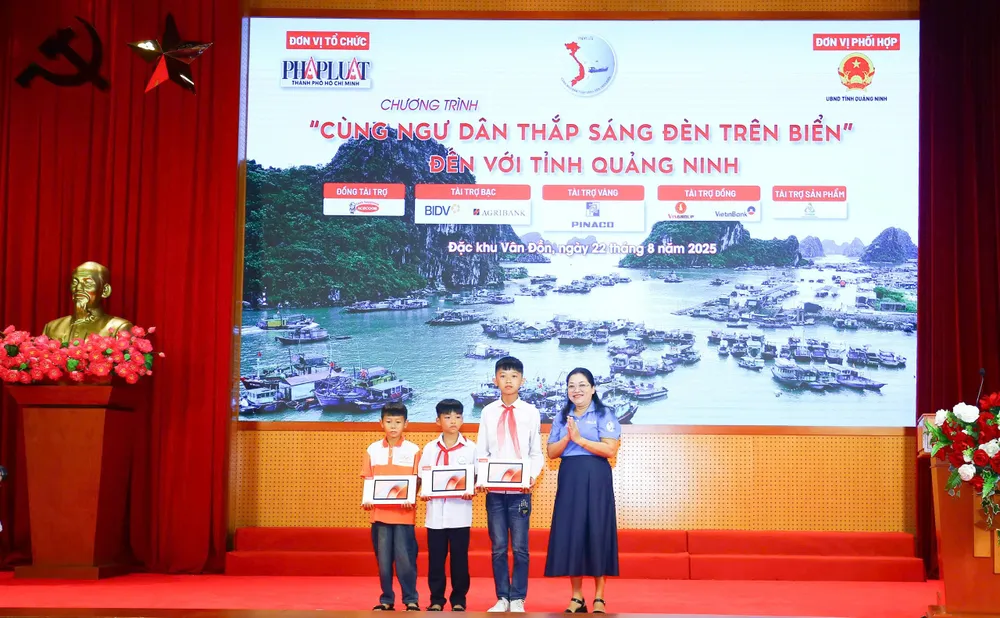 ĐƠN VỊ TỔ CHỨC
PHÁPLUẬT
THÀNH PHỐ HỒ CHÍ MINH
ĐƠN VỊ PHỐI HỢP
UBND TỈNH QUẢNG NINH
CHƯƠNG TRÌNH
“CÙNG NGƯ DÂN THẮP SÁNG ĐÈN TRÊN BIỂN”
ĐẾN VỚI TỈNH QUẢNG NINH
ĐỒNG TÀI TRỢ
TÀI TRỢ BẠC
BIDV
AGRIBANK
TÀI TRỢ VÀNG
PINACO
TÀI TRỢ ĐỒNG
VietinBank
TÀI TRỢ SẢN PHẨM
Đặc khu Vân Đồn, ngày 22 tháng 8 năm 2025